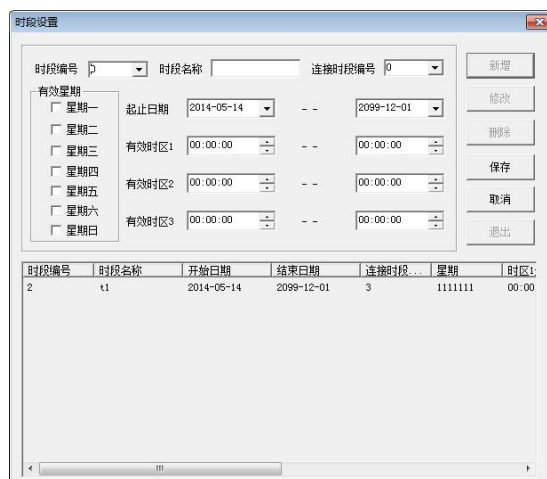 时段设置
时段编号 时段名称 连接时段编号 0 新增
有效星期
星期一 起止日期 2014-05-14 -- 2099-12-01 修改
星期二 删除
星期三 有效时区1 00:00:00 -- 00:00:00
星期四 保存
星期五 有效时区2 00:00:00 -- 00:00:00
星期六 取消
星期日 有效时区3 00:00:00 -- 00:00:00 退出
时段编号 时段名称 开始日期 结束日期 连接时段... 星期 时区1
2 t1 2014-05-14 2099-12-01 3 1111111 00:00